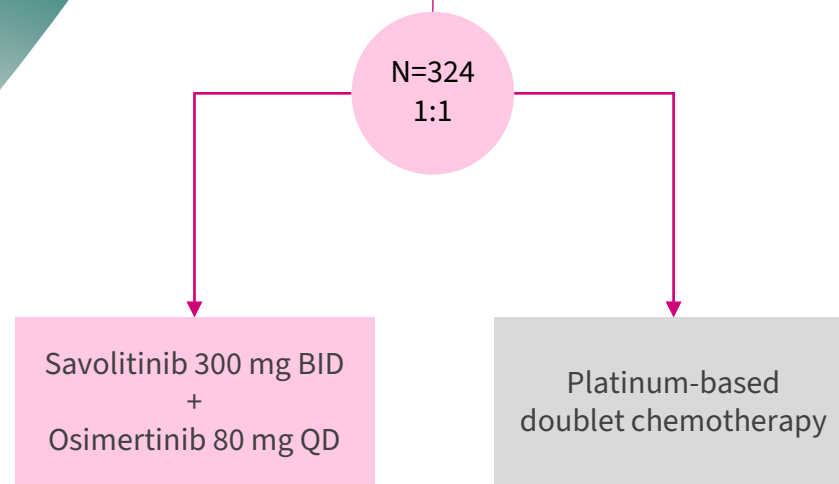 N=324
1:1
Savolitinib 300 mg BID
+
Osimertinib 80 mg QD
Platinum-based
doublet chemotherapy